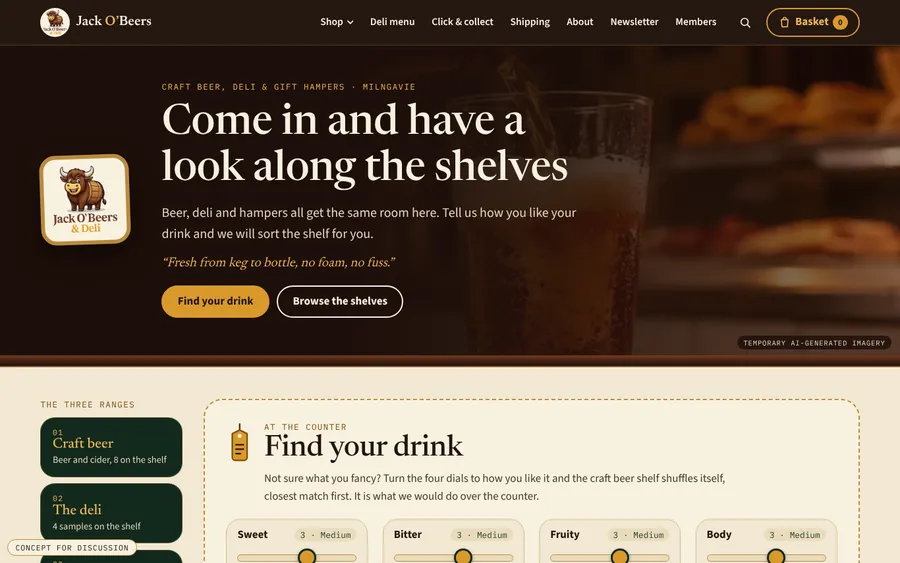 Jack O'Beers
Shop
Deli menu
Click & collect
Shipping
About
Newsletter
Members
Basket
0
CRAFT BEER, DELI & GIFT HAMPERS · MILNGAVIE
Come in and have a
look along the shelves
Jack O'Beers
& Deli
Beer, deli and hampers all get the same room here. Tell us how you like your
drink and we will sort the shelf for you.
“Fresh from keg to bottle, no foam, no fuss.”
Find your drink
Browse the shelves
TEMPORARY AI-GENERATED IMAGERY
THE THREE RANGES
01
Craft beer
Beer and cider, 8 on the shelf
02
The deli
4 samples on the shelf
CONCEPT FOR DISCUSSION
AT THE COUNTER
Find your drink
Not sure what you fancy? Turn the four dials to how you like it and the craft beer shelf shuffles itself,
closest match first. It is what we would do over the counter.
Sweet
3 · Medium
Bitter
3 · Medium
Fruity
3 · Medium
Body
3 · Medium